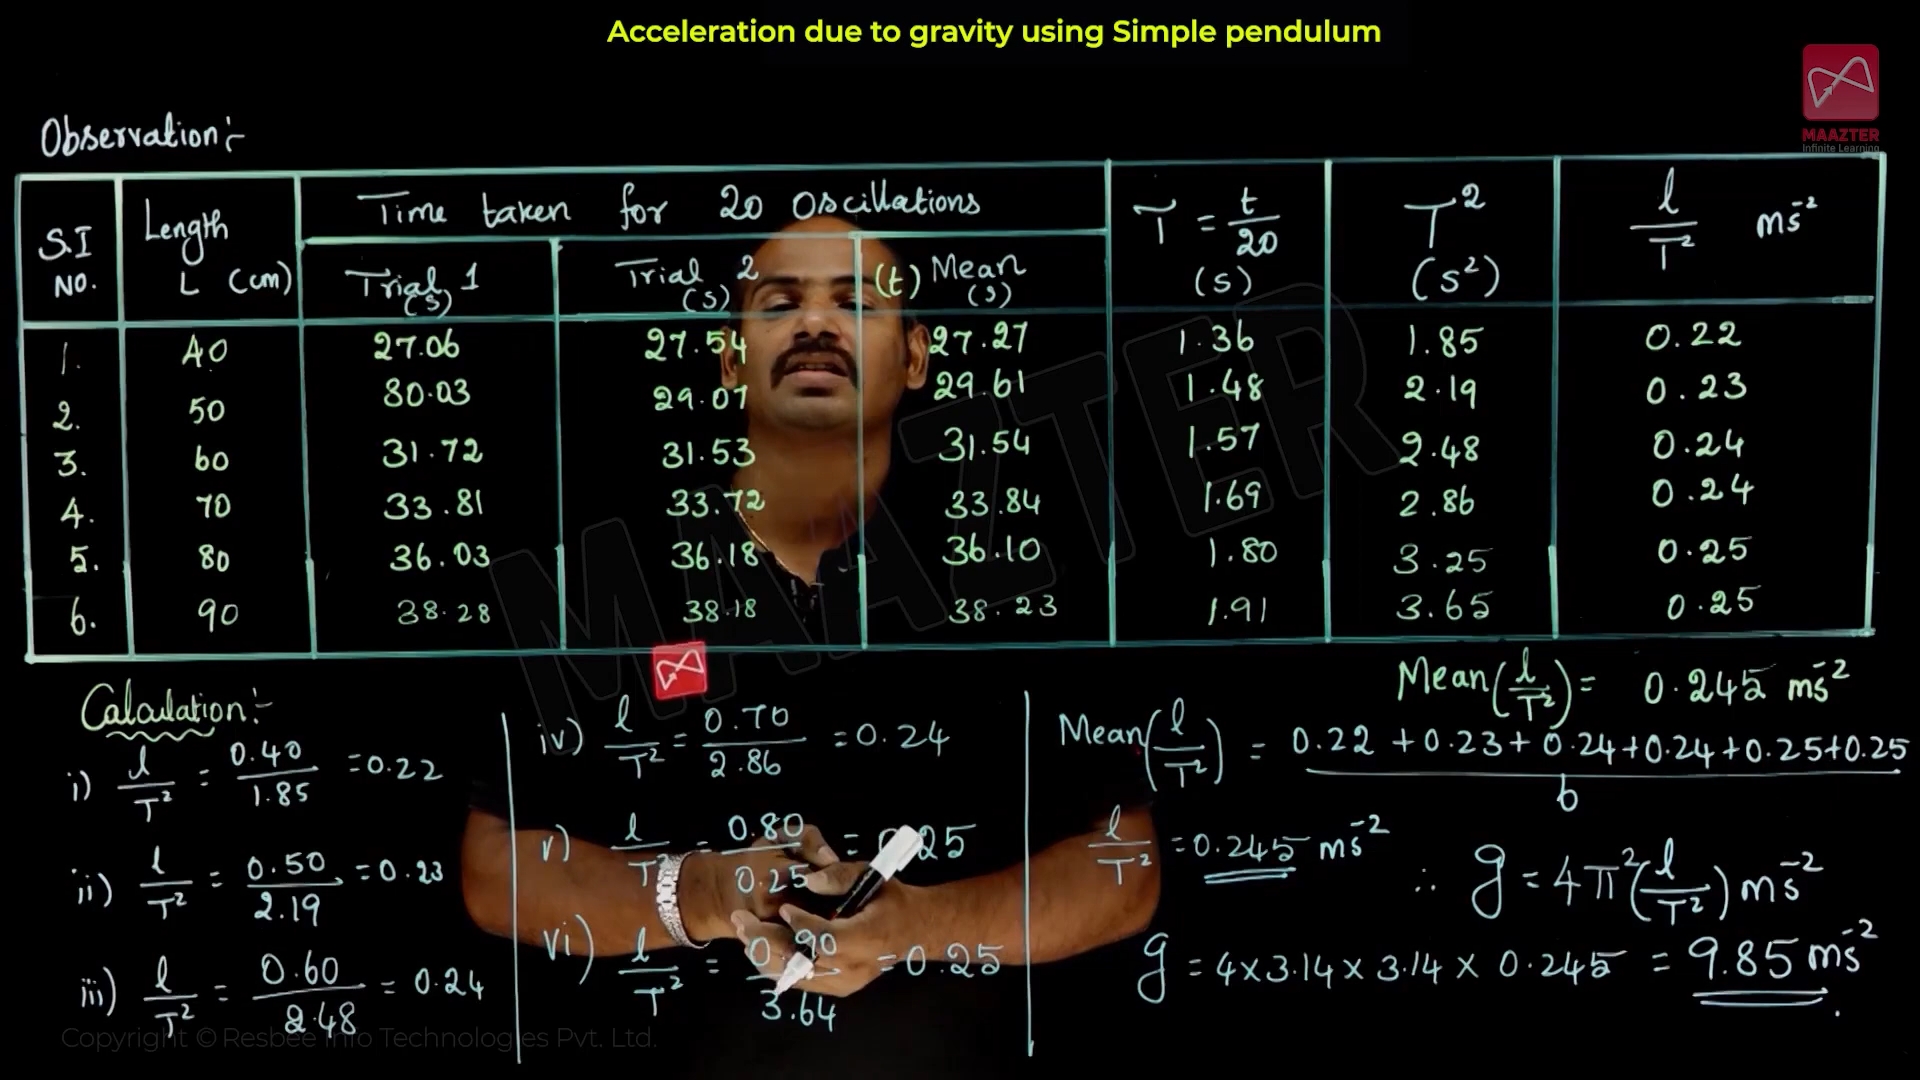 Acceleration due to gravity using Simple pendulum
MAAZTER
Infinite Learning
Observation:-
S.I NO. | Length L (cm) | Time taken for 20 oscillations | T = t/20 (s) | T² (s²) | l/T² ms⁻²
Trial 1 (s) | Trial 2 (s) | (t) Mean (s)
1. | 40 | 27.06 | 27.54 | 27.27 | 1.36 | 1.85 | 0.22
2. | 50 | 80.03 | 29.07 | 29.61 | 1.48 | 2.19 | 0.23
3. | 60 | 31.72 | 31.53 | 31.54 | 1.57 | 2.48 | 0.24
4. | 70 | 33.81 | 33.72 | 33.84 | 1.69 | 2.86 | 0.24
5. | 80 | 36.03 | 36.18 | 36.10 | 1.80 | 3.25 | 0.25
6. | 90 | 38.28 | 38.18 | 38.23 | 1.91 | 3.65 | 0.25
MAAZTER
Mean (l/T²) = 0.245 ms⁻²
Calculation:-
i) l/T² = 0.40/1.85 = 0.22
ii) l/T² = 0.50/2.19 = 0.23
iii) l/T² = 0.60/2.48 = 0.24
iv) l/T² = 0.70/2.86 = 0.24
v) l/T² = 0.80/0.25 = 0.25
vi) l/T² = 0.90/3.64 = 0.25
Mean (l/T²) = 0.22 + 0.23 + 0.24 + 0.24 + 0.25 + 0.25 / 6
l/T² = 0.245 ms⁻²
∴ g = 4π² (l/T²) ms⁻²
g = 4 x 3.14 x 3.14 x 0.245 = 9.85 ms⁻²
Copyright © Resbee Info Technologies Pvt. Ltd.